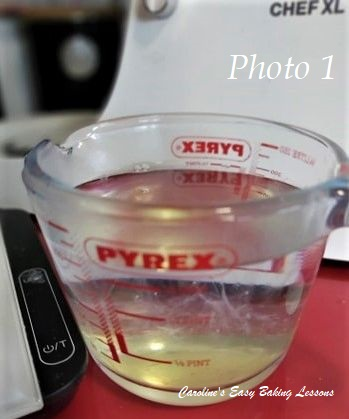 CHEF XL
Photo 1
PYREX
PYREX
½ PINT
⏻/T
Caroline's Easy Baking Lessons